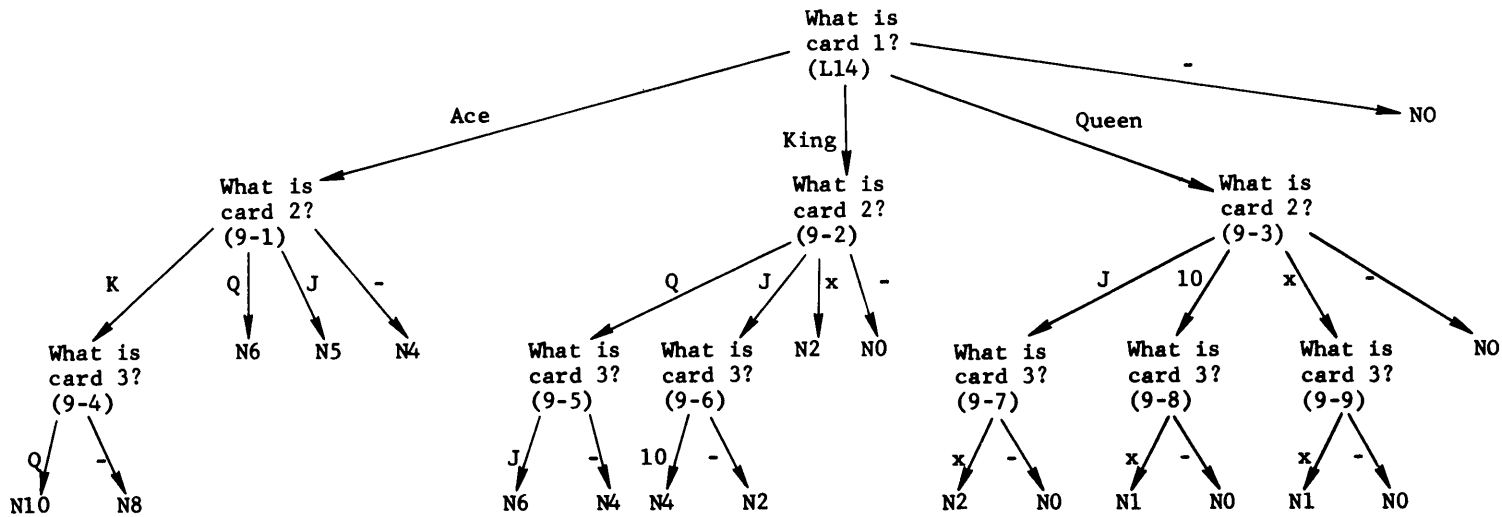 What is
card 1?
(L14)
-
Ace
King
Queen
NO
What is
card 2?
(9-1)
What is
card 2?
(9-2)
What is
card 2?
(9-3)
K
Q
J
-
Q
J
x
-
J
10
x
-
What is
card 3?
(9-4)
N6
N5
N4
What is
card 3?
(9-5)
What is
card 3?
(9-6)
N2
NO
What is
card 3?
(9-7)
What is
card 3?
(9-8)
What is
card 3?
(9-9)
NO
Q
-
J
-
10
-
x
-
x
-
x
-
N10
N8
N6
N4
N4
N2
N2
NO
N1
NO
N1
NO